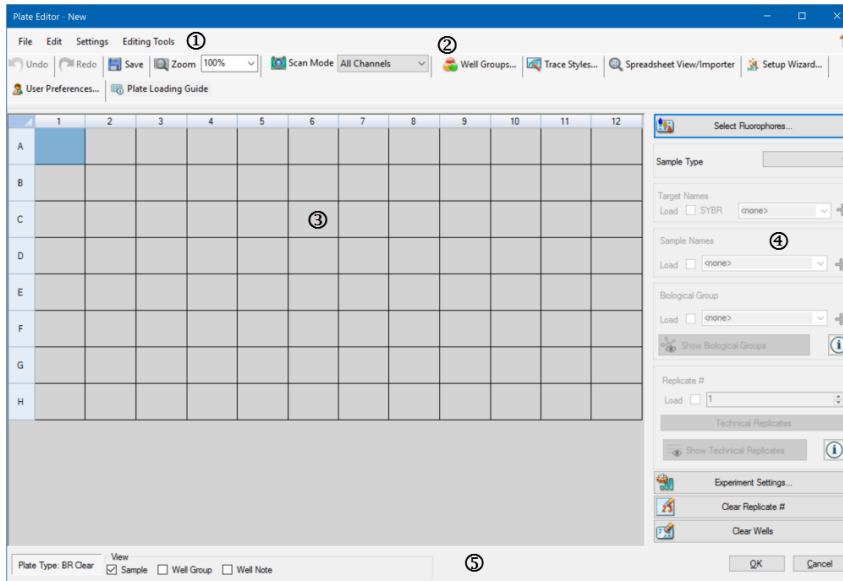 Plate Editor - New
File Edit Settings Editing Tools ①
②
Undo Redo Save Zoom 100% Scan Mode All Channels Well Groups... Trace Styles... Spreadsheet View/Importer Setup Wizard...
User Preferences... Plate Loading Guide
1 2 3 4 5 6 7 8 9 10 11 12
Select Fluorophores...
A
Sample Type
B
Target Names
Load SYBR <none>
C ③
Sample Names ④
D
Load <none>
E
Biological Group
Load <none>
F
Show Biological Groups
G
Replicate #
H
Load 1
Technical Replicates
Show Technical Replicates
Experiment Settings...
Clear Replicate #
Clear Wells
Plate Type: BR Clear
View
Sample Well Group Well Note
⑤
OK Cancel